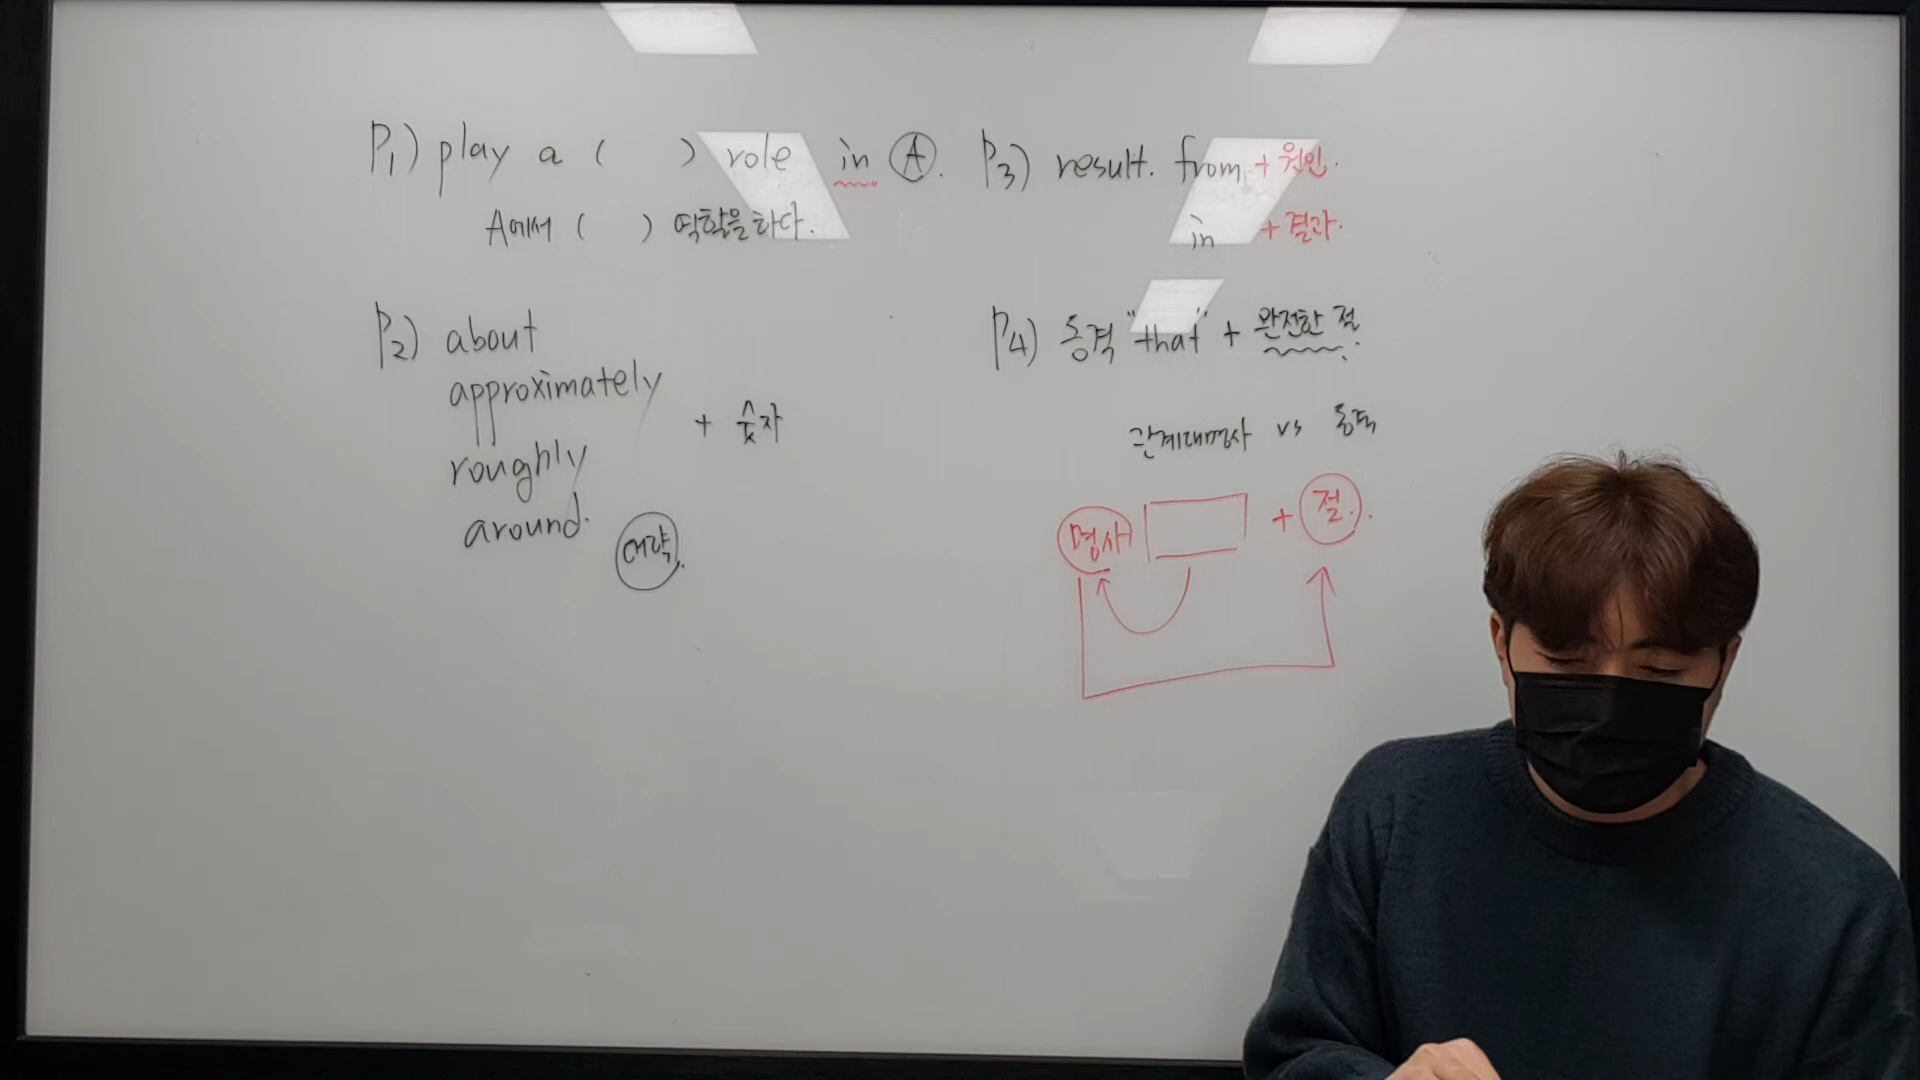 P1) play a (     ) role in Ⓐ.
A에서 (     ) 역할을 하다.
P2) about
approximately
roughly
around.
+ 숫자
대략.
P3) result. from + 원인.
in + 결과.
P4) 동격 "that" + 완전한 절.
관계대명사 vs 동격
명사 + 절.